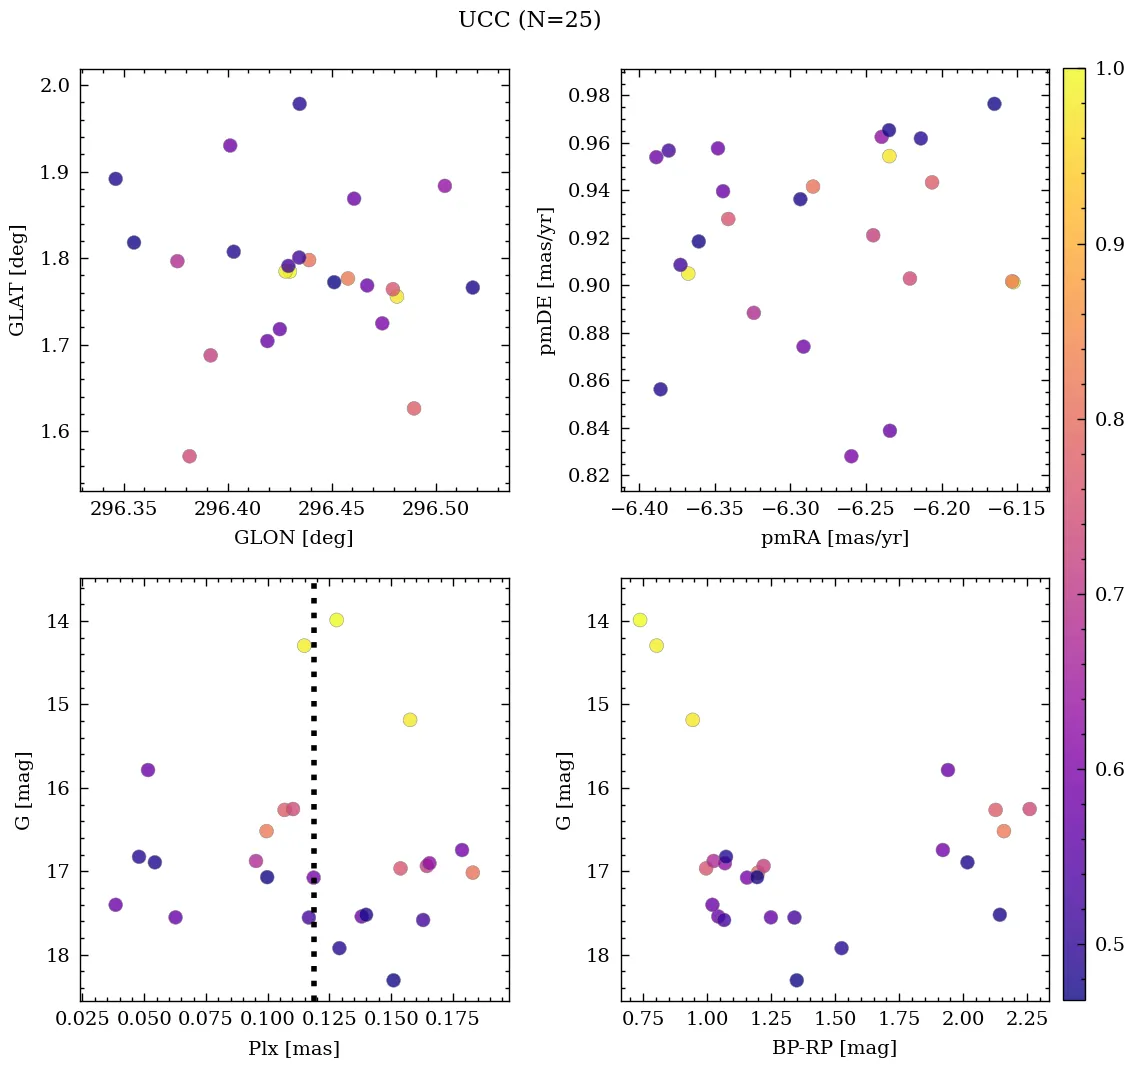 UCC (N=25)
2.0
1.9
1.8
1.7
1.6
GLAT [deg]
296.35 296.40 296.45 296.50
GLON [deg]
0.98
0.96
0.94
0.92
0.90
0.88
0.86
0.84
0.82
pmDE [mas/yr]
−6.40 −6.35 −6.30 −6.25 −6.20 −6.15
pmRA [mas/yr]
1.0
0.9
0.8
0.7
0.6
0.5
14
15
16
17
18
G [mag]
0.025 0.050 0.075 0.100 0.125 0.150 0.175
Plx [mas]
14
15
16
17
18
G [mag]
0.75 1.00 1.25 1.50 1.75 2.00 2.25
BP-RP [mag]